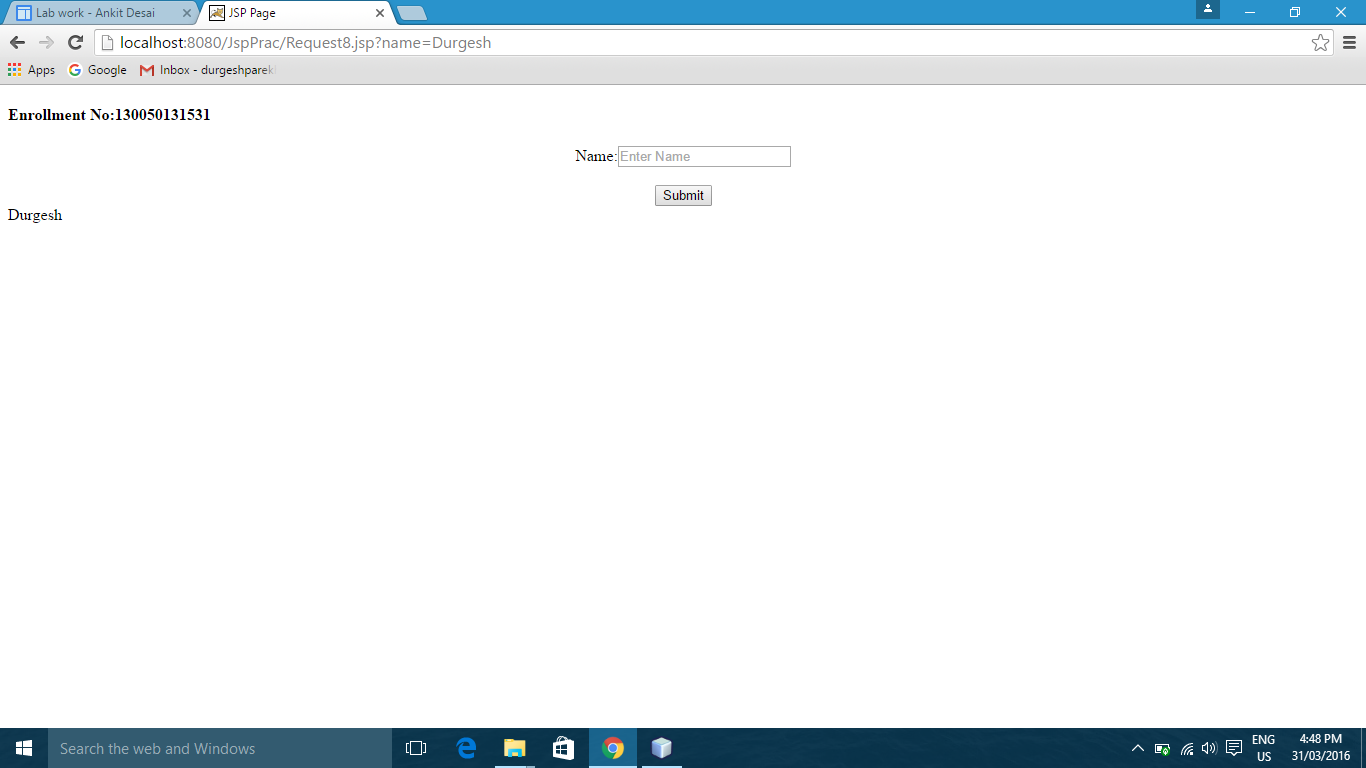 Lab work - Ankit Desai
JSP Page
localhost:8080/JspPrac/Request8.jsp?name=Durgesh
Apps Google Inbox - durgeshparek
Enrollment No:130050131531
Name: Enter Name
Submit
Durgesh
Search the web and Windows
ENG
US
4:48 PM
31/03/2016